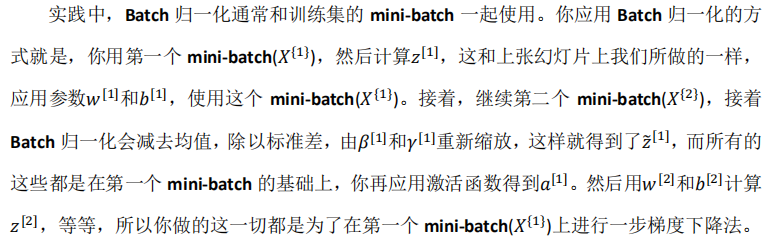 实践中，Batch 归一化通常和训练集的 mini-batch 一起使用。你应用 Batch 归一化的方
式就是，你用第一个 mini-batch(X^{1})，然后计算z^[1]，这和上张幻灯片上我们所做的一样，
应用参数w^[1]和b^[1]，使用这个 mini-batch(X^{1})。接着，继续第二个 mini-batch(X^{2})，接着
Batch 归一化会减去均值，除以标准差，由β^[1]和γ^[1]重新缩放，这样就得到了z̃^[1]，而所有的
这些都是在第一个 mini-batch 的基础上，你再应用激活函数得到a^[1]。然后用w^[2]和b^[2]计算
z^[2]，等等，所以你做的这一切都是为了在第一个 mini-batch(X^{1})上进行一步梯度下降法。